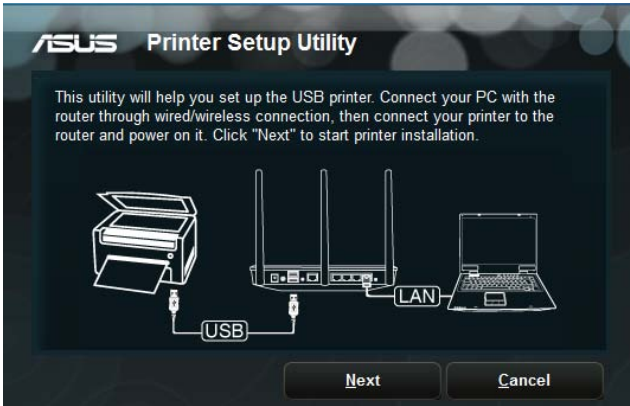 ASUS Printer Setup Utility
This utility will help you set up the USB printer. Connect your PC with the
router through wired/wireless connection, then connect your printer to the
router and power on it. Click "Next" to start printer installation.
LAN
USB
Next Cancel